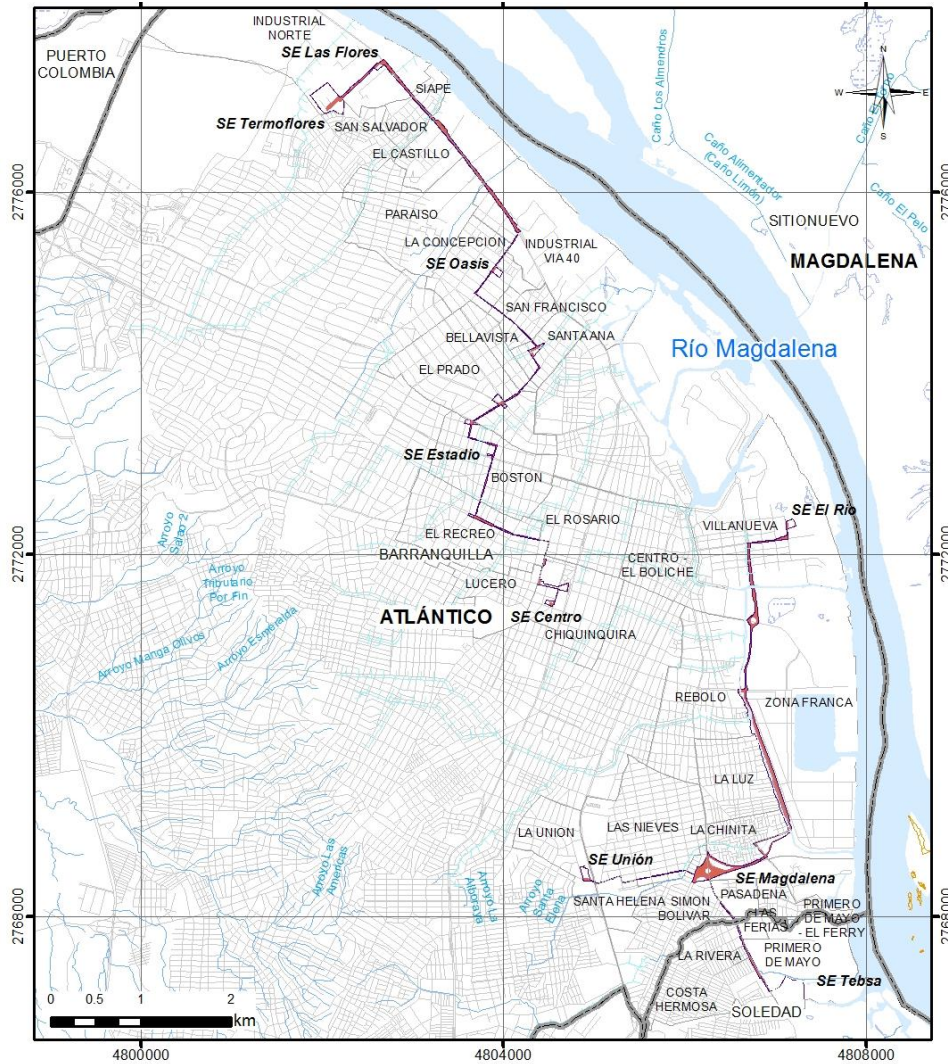 INDUSTRIAL
NORTE
PUERTO
COLOMBIA
SE Las Flores
SIAPE
SE Termoflores
SAN SALVADOR
EL CASTILLO
Caño Los Almendros
Caño Alimentador
(Caño Limón)
N
W
E
S
Caño El Pelo
2776000
2776000
PARAISO
SITIONUEVO
LA CONCEPCION
INDUSTRIAL
VIA 40
SE Oasis
MAGDALENA
SAN FRANCISCO
BELLAVISTA
SANTA ANA
Río Magdalena
EL PRADO
SE Estadio
BOSTON
SE El Río
Arroyo
Salao 2
EL ROSARIO
VILLANUEVA
EL RECREO
2772000
2772000
BARRANQUILLA
CENTRO -
EL BOLICHE
Arroyo
Tributario
Por Fin
LUCERO
ATLÁNTICO
SE Centro
CHIQUINQUIRA
Arroyo Manga Olivos
Arroyo Esmeralda
REBOLO
ZONA FRANCA
LA LUZ
LA UNION
LAS NIEVES
LA CHINITA
Arroyo Las
Americas
SE Unión
SE Magdalena
Arroyo La
Alboraya
Arroyo
Santa
Elena
SANTA HELENA
SIMON
BOLIVAR
PASADENA
LAS
FERIAS
PRIMERO
DE MAYO
- EL FERRY
2768000
2768000
LA RIVERA
PRIMERO
DE MAYO
SE Tebsa
COSTA
HERMOSA
SOLEDAD
0 0.5 1 2
km
4800000
4804000
4808000